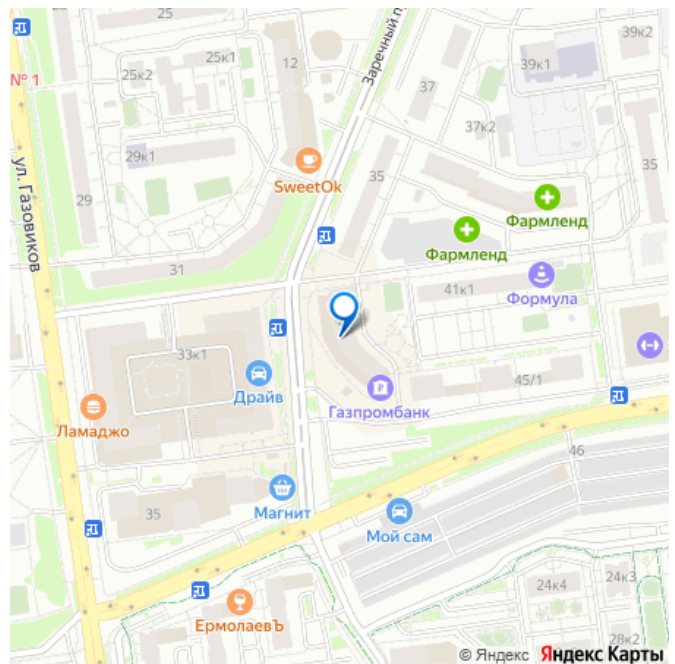 25
39к2
Заречный п
25к1
12
39к1
№ 1
25к2
37
37к2
29к1
35
35
SweetOk
ул. Газовиков
29
Фармленд
Фармленд
31
41к1
Формула
33к1
Драйв
45/1
Газпромбанк
Ламаджо
46
35
Магнит
Мой сам
24к4
24к3
ЕрмолаевЪ
28к2
© Яндекс Яндекс Карты